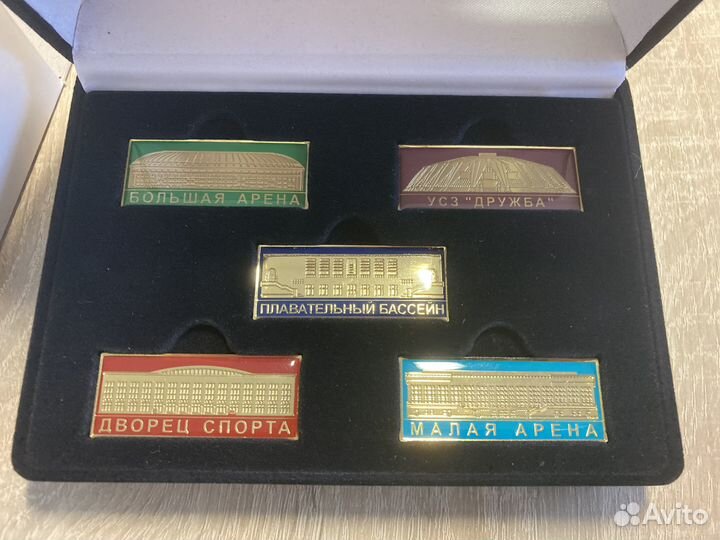 БОЛЬШАЯ АРЕНА
УСЗ "ДРУЖБА"
ПЛАВАТЕЛЬНЫЙ БАССЕЙН
ДВОРЕЦ СПОРТА
МАЛАЯ АРЕНА
Avito